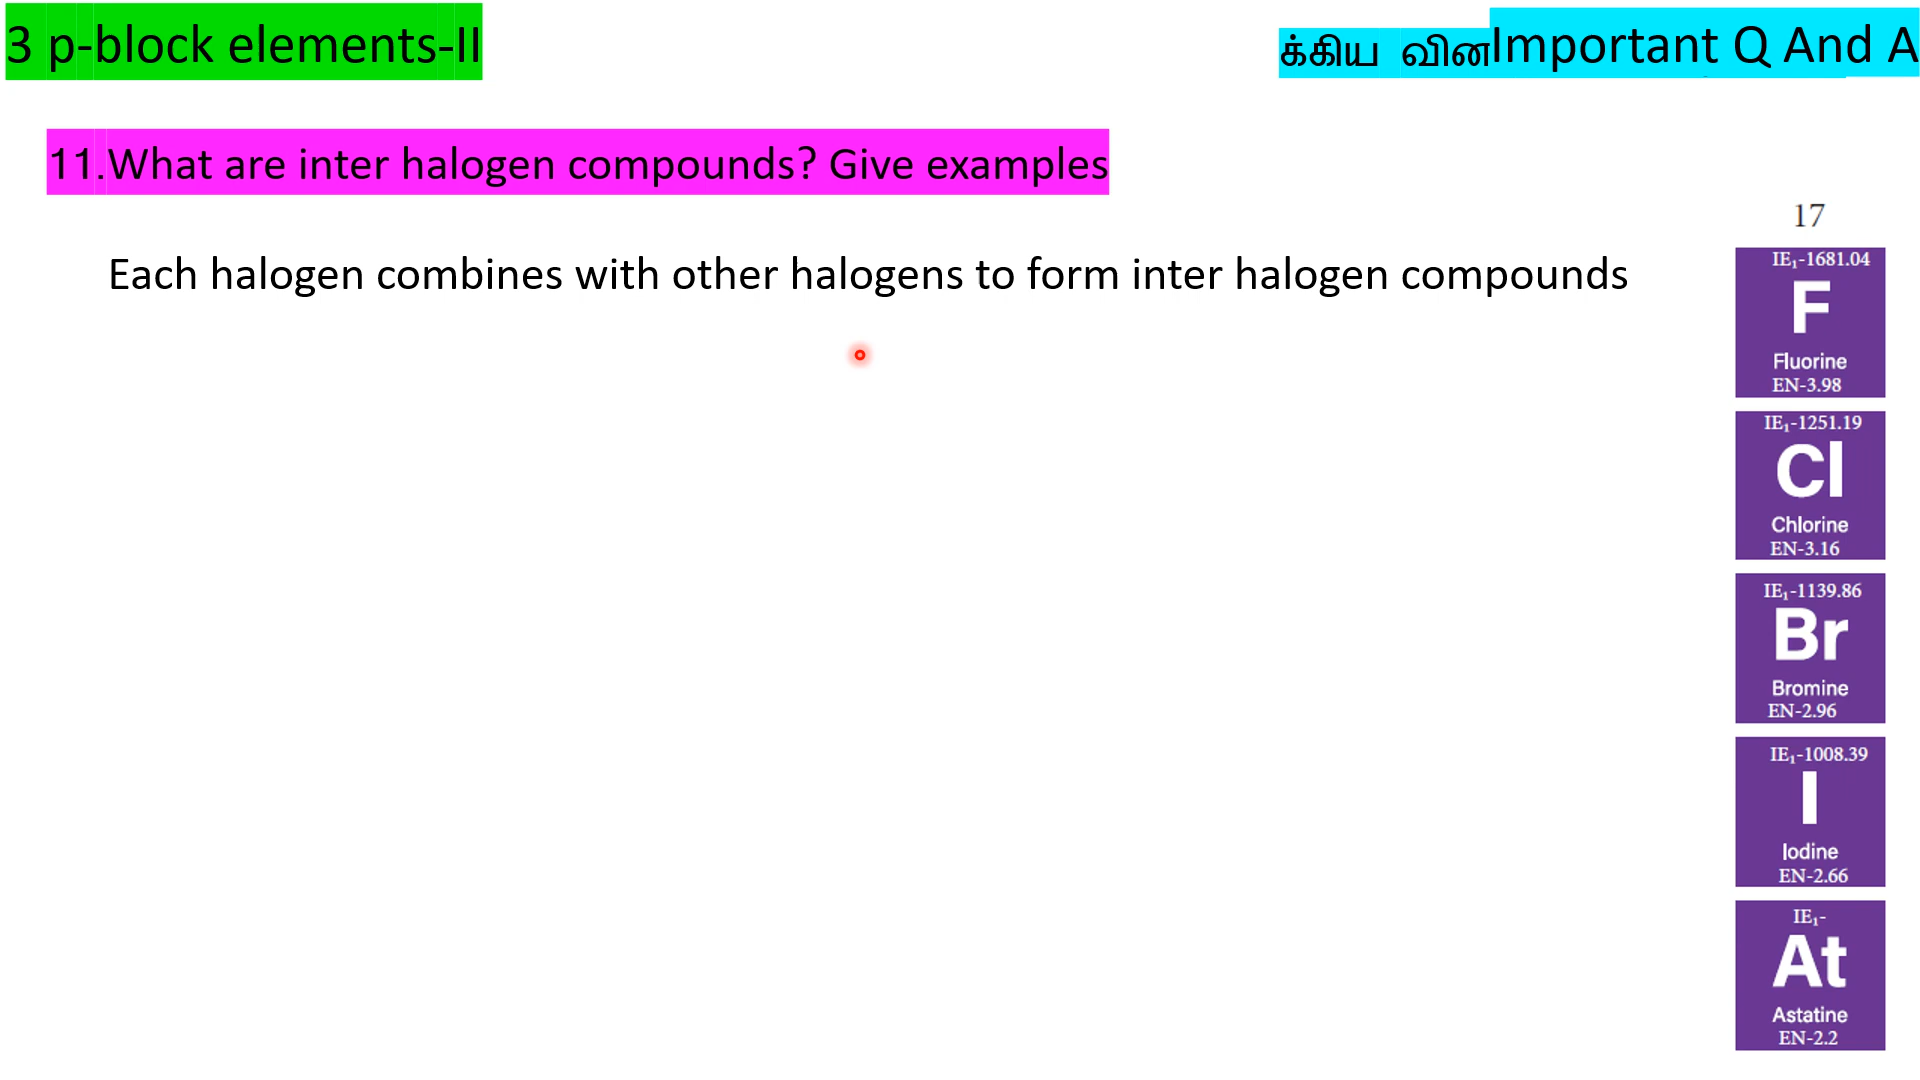 3 p-block elements-II
க்கிய வின
Important Q And A
11.What are inter halogen compounds? Give examples
Each halogen combines with other halogens to form inter halogen compounds
17
IE₁-1681.04
F
Fluorine
EN-3.98
IE₁-1251.19
Cl
Chlorine
EN-3.16
IE₁-1139.86
Br
Bromine
EN-2.96
IE₁-1008.39
I
Iodine
EN-2.66
IE₁-
At
Astatine
EN-2.2